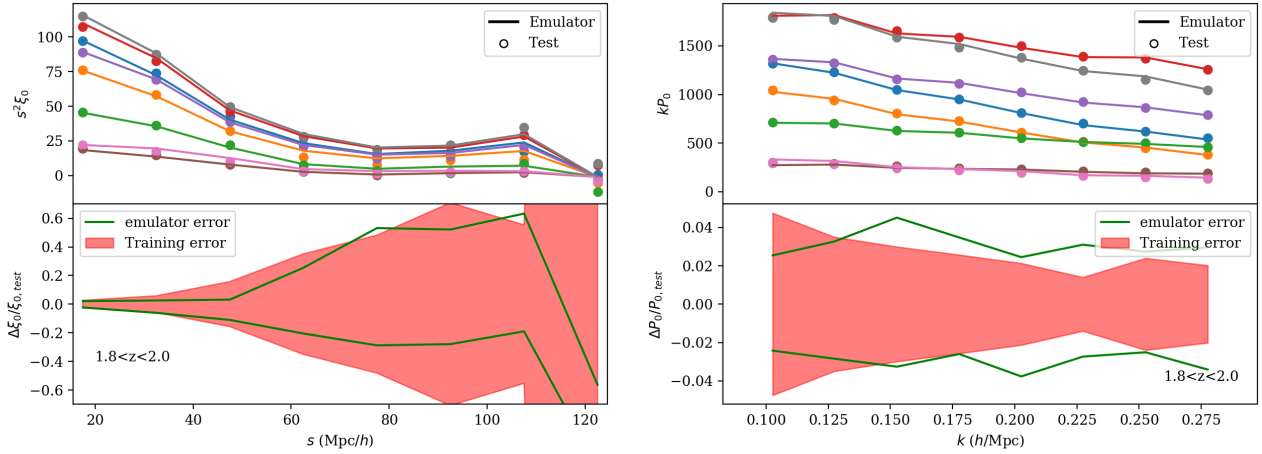 s²ξ₀
100
75
50
25
0
Emulator
Test
Δξ₀/ξ₀,test
0.6
0.4
0.2
0.0
−0.2
−0.4
−0.6
emulator error
Training error
1.8<z<2.0
20
40
60
80
100
120
s (Mpc/h)
kP₀
1500
1000
500
0
Emulator
Test
ΔP₀/P₀,test
0.04
0.02
0.00
−0.02
−0.04
emulator error
Training error
1.8<z<2.0
0.100
0.125
0.150
0.175
0.200
0.225
0.250
0.275
k (h/Mpc)